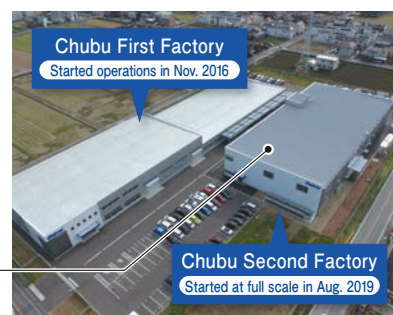 Chubu First Factory
Started operations in Nov. 2016
Chubu Second Factory
Started at full scale in Aug. 2019